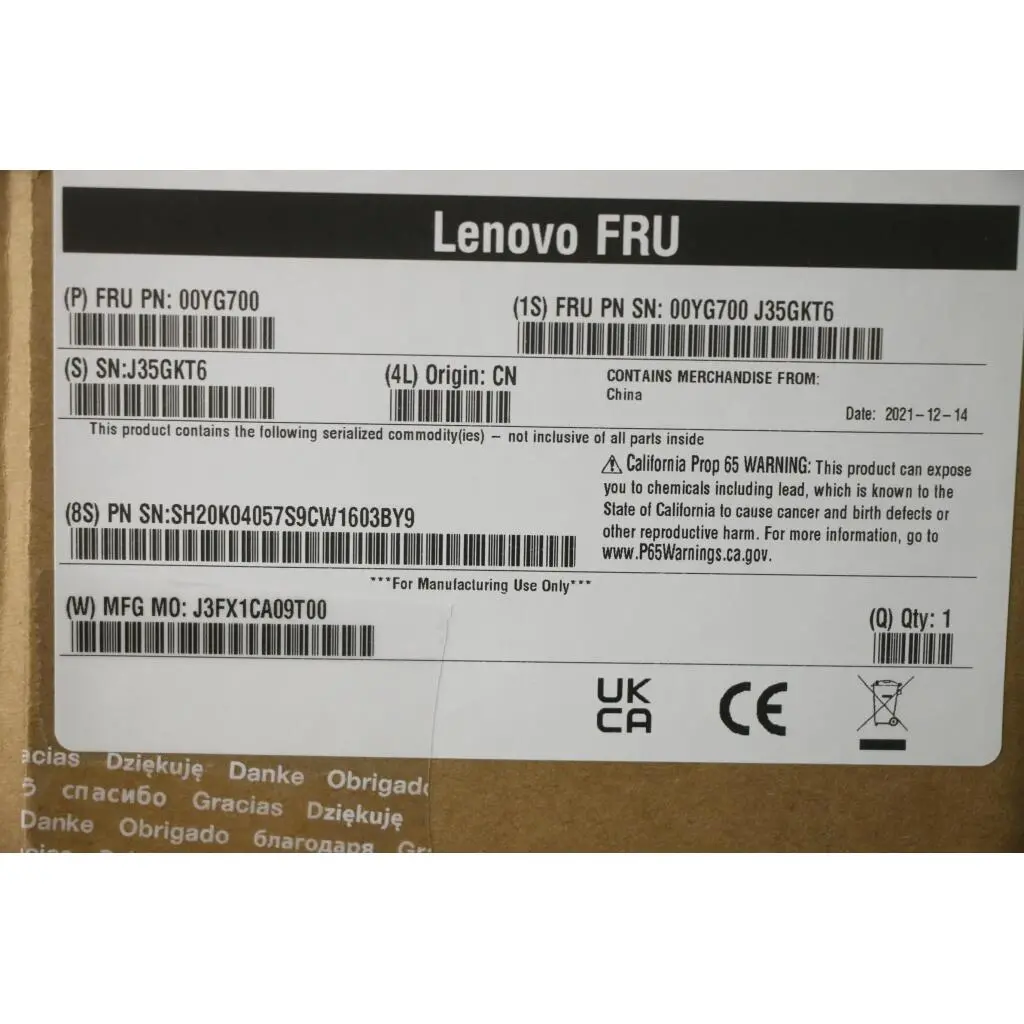 Lenovo FRU
(P) FRU PN: 00YG700
(1S) FRU PN SN: 00YG700 J35GKT6
(S) SN:J35GKT6
(4L) Origin: CN
CONTAINS MERCHANDISE FROM:
China
Date: 2021-12-14
This product contains the following serialized commodity(ies) – not inclusive of all parts inside
⚠ California Prop 65 WARNING: This product can expose
you to chemicals including lead, which is known to the
State of California to cause cancer and birth defects or
other reproductive harm. For more information, go to
www.P65Warnings.ca.gov.
(8S) PN SN:SH20K04057S9CW1603BY9
***For Manufacturing Use Only***
(W) MFG MO: J3FX1CA09T00
(Q) Qty: 1
UK
CA
CE
acias Dziękuję Danke Obrigado
спасибо Gracias Dziękuję
Danke Obrigado благодаря Gr